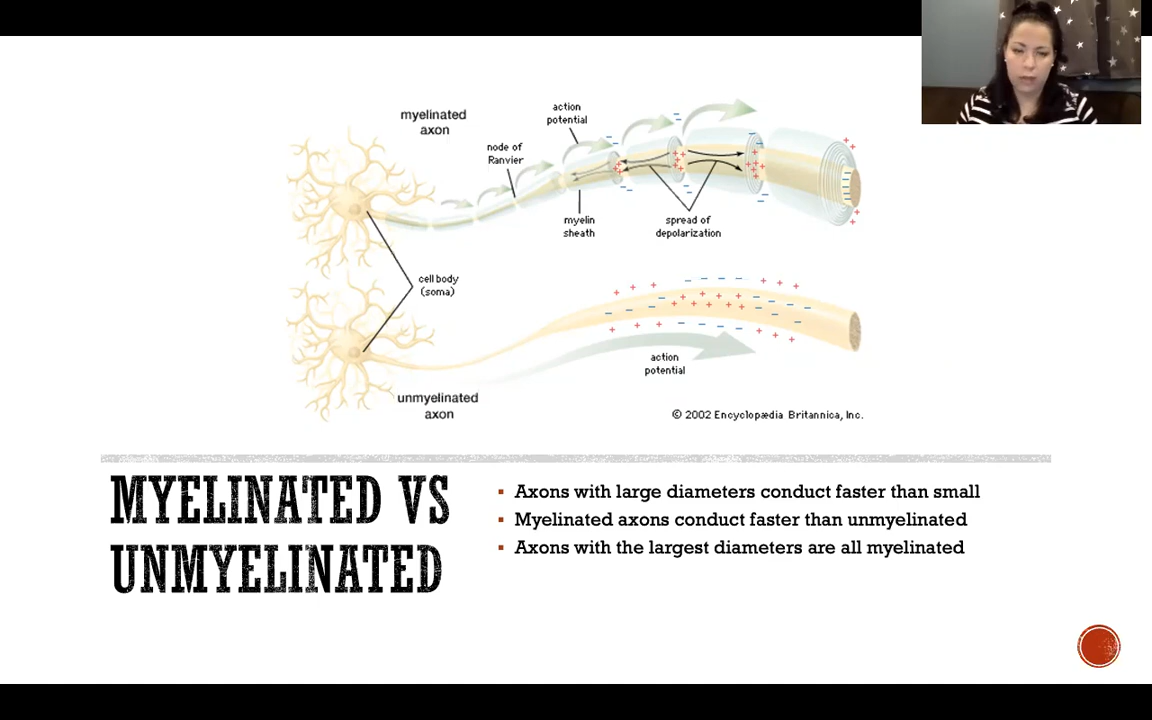 myelinated
axon
action
potential
node of
Ranvier
myelin
sheath
spread of
depolarization
cell body
(soma)
action
potential
unmyelinated
axon
© 2002 Encyclopædia Britannica, Inc.
MYELINATED VS
UNMYELINATED
▪ Axons with large diameters conduct faster than small
▪ Myelinated axons conduct faster than unmyelinated
▪ Axons with the largest diameters are all myelinated